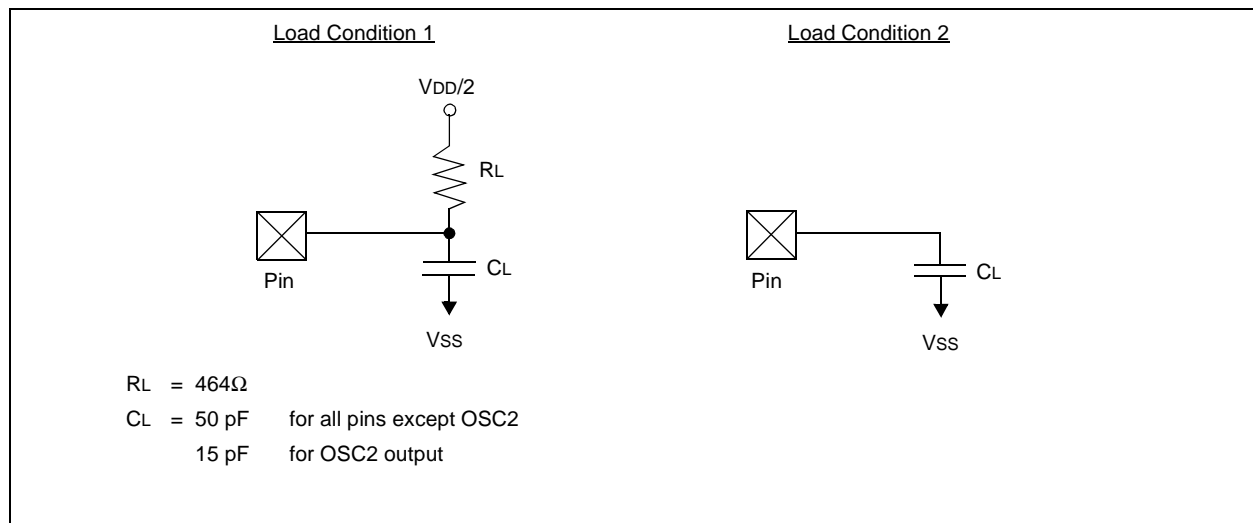 Load Condition 1
Load Condition 2
VDD/2
RL
Pin
CL
VSS
Pin
CL
VSS
RL = 464Ω
CL = 50 pF for all pins except OSC2
15 pF for OSC2 output